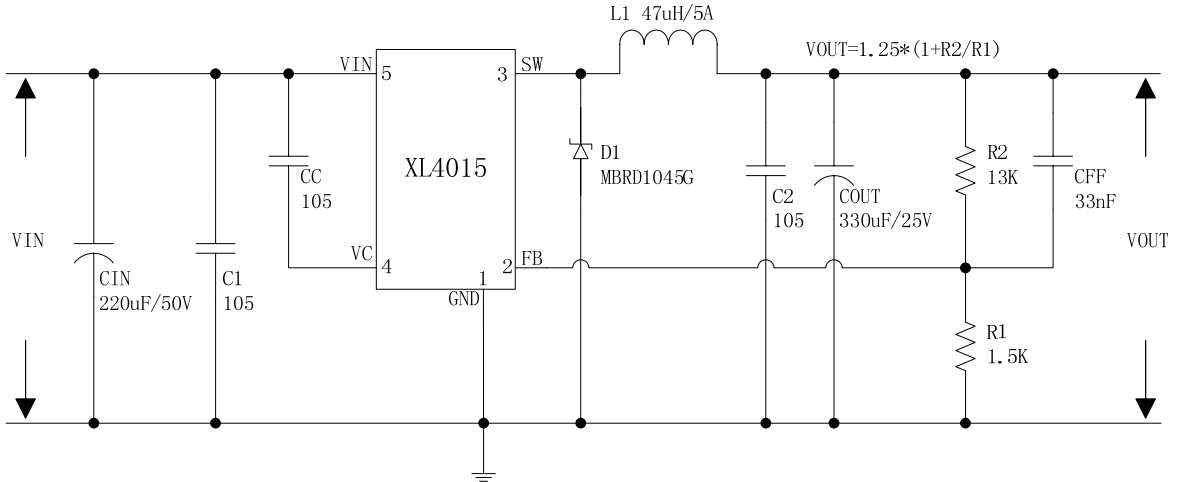 L1 47uH/5A
VOUT=1.25*(1+R2/R1)
VIN
5
3
SW
XL4015
CC
105
D1
MBRD1045G
C2
105
COUT
330uF/25V
R2
13K
CFF
33nF
VIN
VC
4
2
FB
VOUT
CIN
220uF/50V
C1
105
1
GND
R1
1.5K